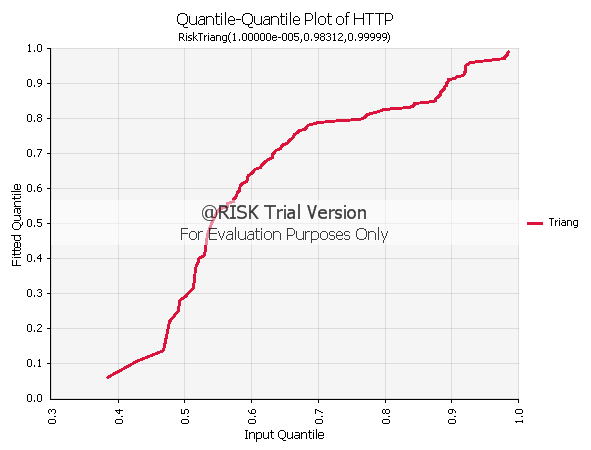 Quantile-Quantile Plot of HTTP
RiskTriang(1.00000e-005,0.98312,0.99999)
1.0
0.9
0.8
0.7
0.6
0.5
0.4
0.3
0.2
0.1
0.0
Fitted Quantile
@RISK Trial Version
For Evaluation Purposes Only
Triang
0.3
0.4
0.5
0.6
0.7
0.8
0.9
1.0
Input Quantile